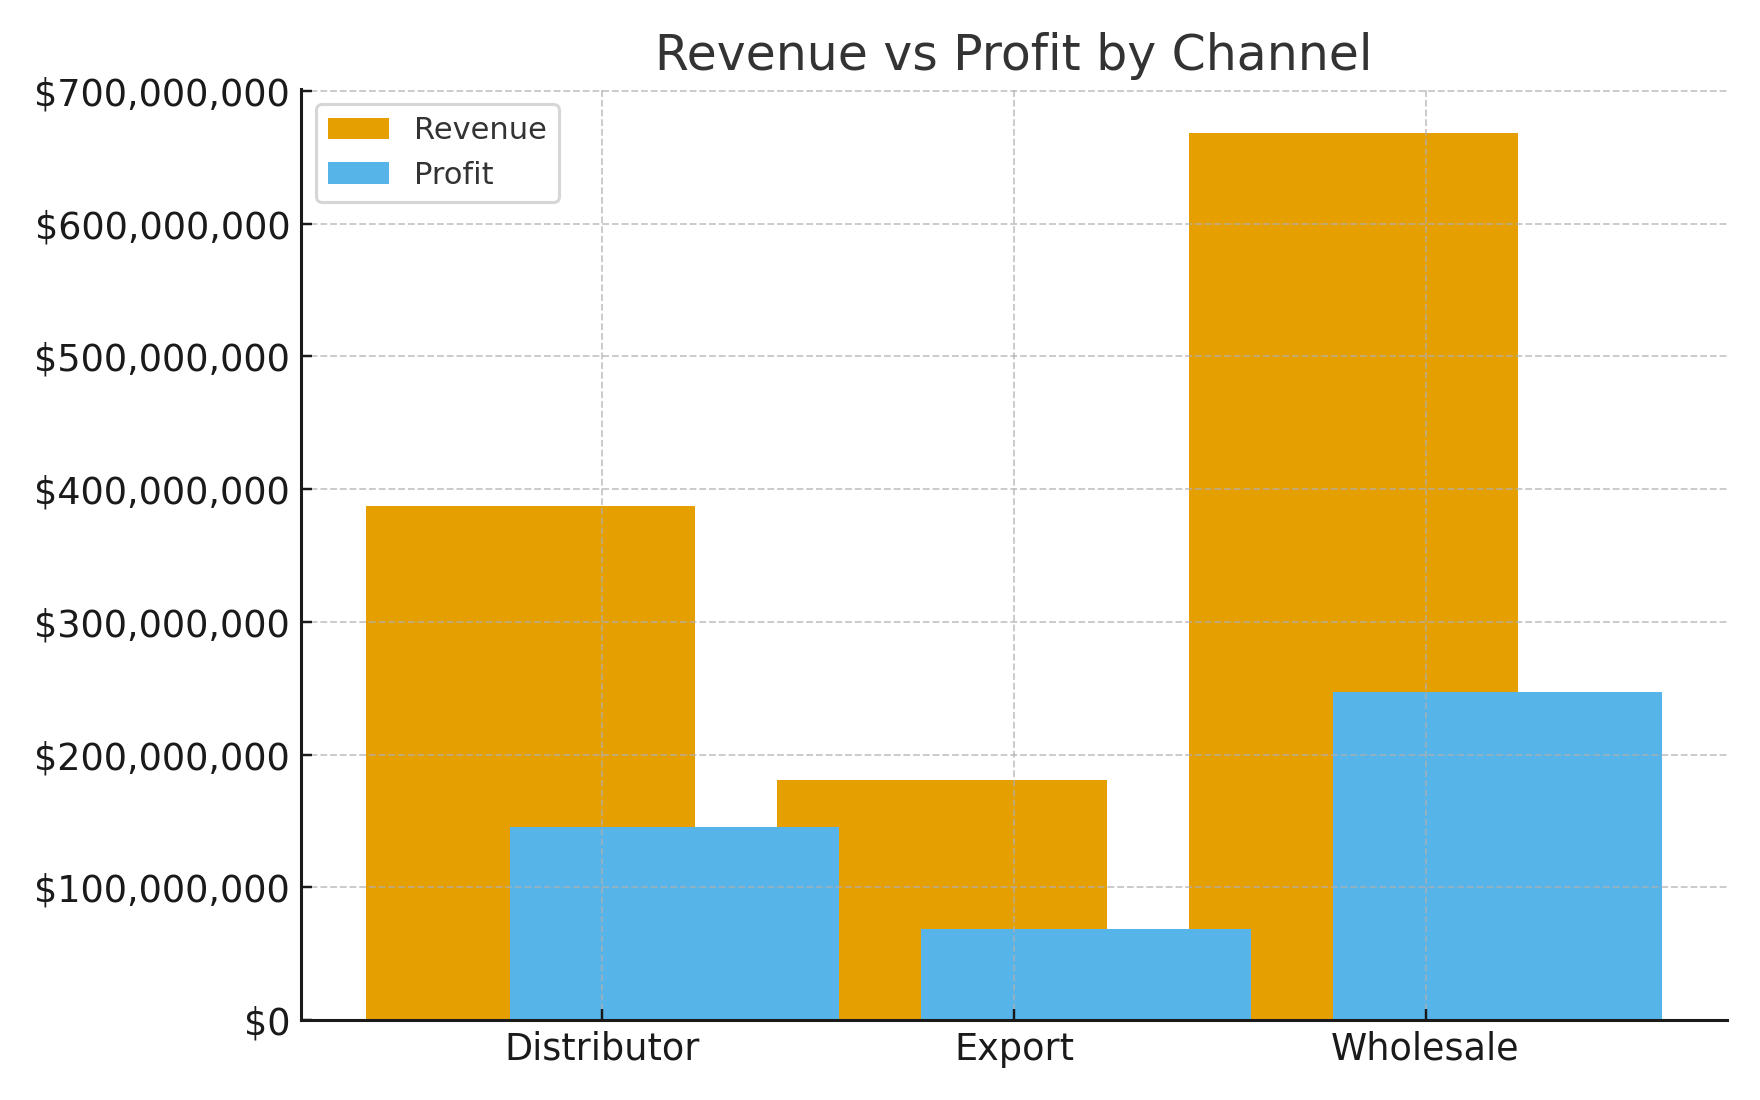 Revenue vs Profit by Channel
$700,000,000
$600,000,000
$500,000,000
$400,000,000
$300,000,000
$200,000,000
$100,000,000
$0
Revenue
Profit
Distributor
Export
Wholesale